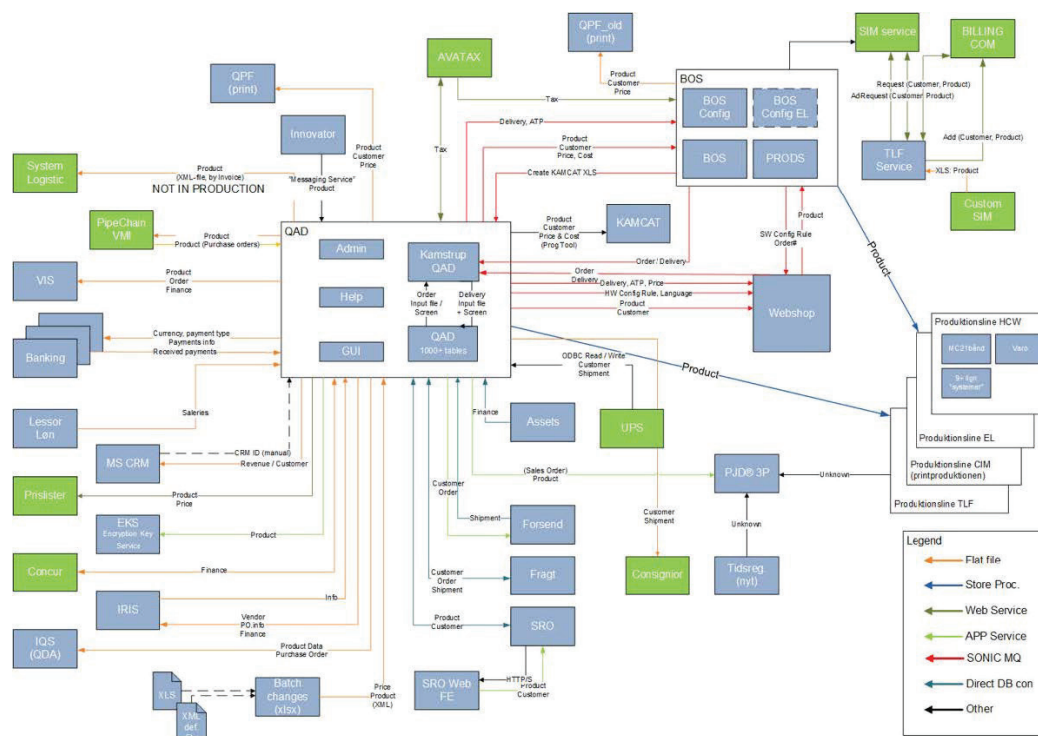 QPF_old
(print)
SIM service
BILLING
COM
AVATAX
QPF
(print)
Product
Customer
Price
BOS
BOS
Config
BOS
Config EL
BOS
PRODS
Request (Customer, Product)
AdRequest (Customer, Product)
Add (Customer, Product)
TLF
Service
XLS: Product
Custom
SIM
Innovator
Tax
Delivery, ATP
Product
Customer
Price, Cost
Create KAMCAT XLS
Tax
Product
Customer
Price
System
Logistic
Product
(XML-file, by Invoice)
NOT IN PRODUCTION
"Messaging Service"
Product
PipeChain
VMI
Product
Product (Purchase orders)
QAD
Admin
Help
GUI
Kamstrup
QAD
Order
Input file /
Screen
Delivery
Input file
+ Screen
QAD
1000+ tables
Product
Customer
Price & Cost
(Prog Tool)
KAMCAT
Product
SW Config Rule
Order#
Order / Delivery
Order
Delivery
Delivery, ATP, Price
HW Config Rule, Language
Product
Customer
Webshop
Product
Product
VIS
Product
Order
Finance
Banking
Currency, payment type
Payments info
Received payments
Lessor
Løn
Saleries
MS CRM
CRM ID (manual)
Revenue / Customer
ODBC Read / Write
Customer
Shipment
Finance
Assets
UPS
Produktionsline HCW
Produktionsline EL
Produktionsline CIM
(printproduktionen)
Produktionsline TLF
Prislister
Product
Price
EKS
Encryption Key
Service
Product
Concur
Finance
IRIS
Info
Vendor
PO.info
Finance
IQS
(QDA)
Product Data
Purchase Order
XLS
XML
def.
Batch
changes
(xlsx)
Price
Product
(XML)
(Sales Order)
Product
Customer
Order
Shipment
Forsend
Customer
Order
Shipment
Fragt
Product
Customer
SRO
HTTP/S
Product
Customer
SRO Web
FE
Customer
Shipment
Consignior
PJD® 3P
Unknown
Unknown
Tidsreg.
(nyt)
Legend
Flat file
Store Proc.
Web Service
APP Service
SONIC MQ
Direct DB con
Other